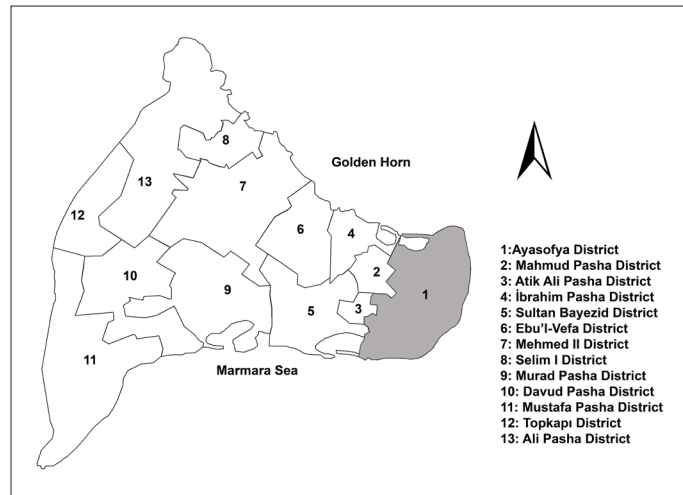 8
Golden Horn
7
13
12
6
4
2
10
9
1
3
5
11
Marmara Sea
1:Ayasofya District
2: Mahmud Pasha District
3: Atik Ali Pasha District
4: İbrahim Pasha District
5: Sultan Bayezid District
6: Ebu’l-Vefa District
7: Mehmed II District
8: Selim I District
9: Murad Pasha District
10: Davud Pasha District
11: Mustafa Pasha District
12: Topkapı District
13: Ali Pasha District